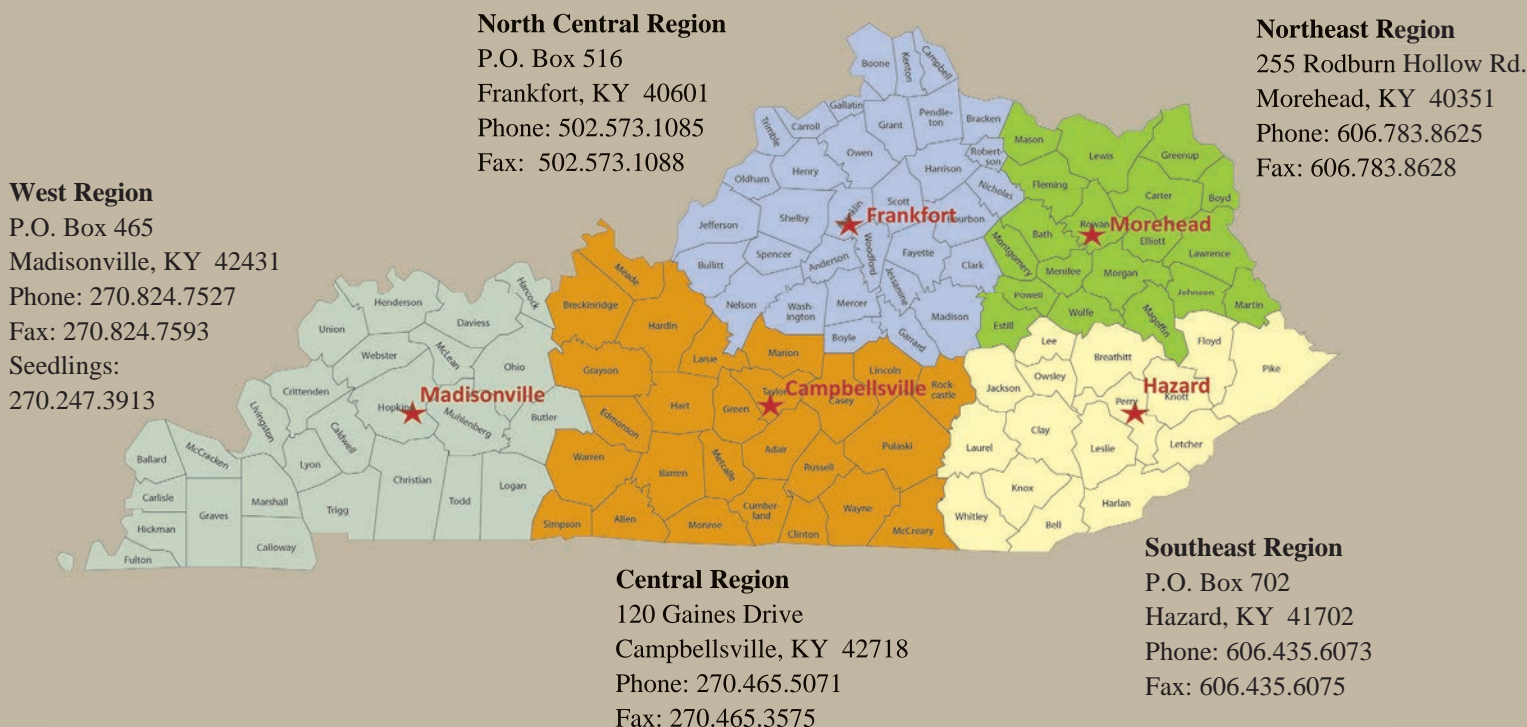 North Central Region
P.O. Box 516
Frankfort, KY 40601
Phone: 502.573.1085
Fax: 502.573.1088
Northeast Region
255 Rodburn Hollow Rd.
Morehead, KY 40351
Phone: 606.783.8625
Fax: 606.783.8628
West Region
P.O. Box 465
Madisonville, KY 42431
Phone: 270.824.7527
Fax: 270.824.7593
Seedlings:
270.247.3913
Boone
Kenton
Campbell
Gallatin
Trimble
Carroll
Grant
Pendle-
ton
Bracken
Owen
Robert-
son
Oldham
Henry
Harrison
Nicholas
Jefferson
Shelby
Scott
Frankfort
Bullitt
Spencer
Anderson
Woodford
Fayette
Clark
Jessamine
Nelson
Wash-
ington
Mercer
Madison
Boyle
Garrard
Mason
Lewis
Greenup
Fleming
Carter
Boyd
Rowan
Morehead
Bath
Elliott
Montgomery
Lawrence
Menifee
Morgan
Powell
Johnson
Martin
Estill
Wolfe
Magoffin
Hancock
Henderson
Union
Daviess
Webster
McLean
Ohio
Crittenden
Madisonville
Livingston
Caldwell
Muhlenberg
Butler
Ballard
McCracken
Lyon
Christian
Todd
Logan
Carlisle
Graves
Marshall
Trigg
Hickman
Calloway
Fulton
Meade
Breckinridge
Hardin
Larue
Marion
Grayson
Lincoln
Rock
castle
Taylor
Campbellsville
Casey
Hart
Green
Edmonson
Adair
Pulaski
Warren
Barren
Metcalfe
Russell
Cumber-
land
Wayne
Simpson
Allen
Monroe
Clinton
McCreary
Lee
Breathitt
Floyd
Pike
Owsley
Jackson
Hazard
Perry
Knott
Laurel
Clay
Leslie
Letcher
Knox
Harlan
Whitley
Bell
Central Region
120 Gaines Drive
Campbellsville, KY 42718
Phone: 270.465.5071
Fax: 270.465.3575
Southeast Region
P.O. Box 702
Hazard, KY 41702
Phone: 606.435.6073
Fax: 606.435.6075